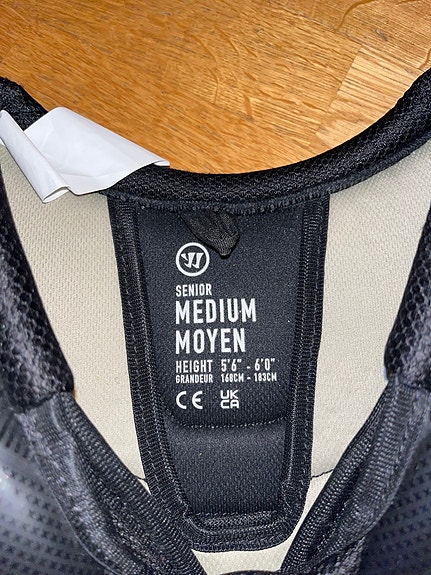 SENIOR
MEDIUM
MOYEN
HEIGHT 5'6" - 6'0"
GRANDEUR 168CM - 183CM
CE UK
CA